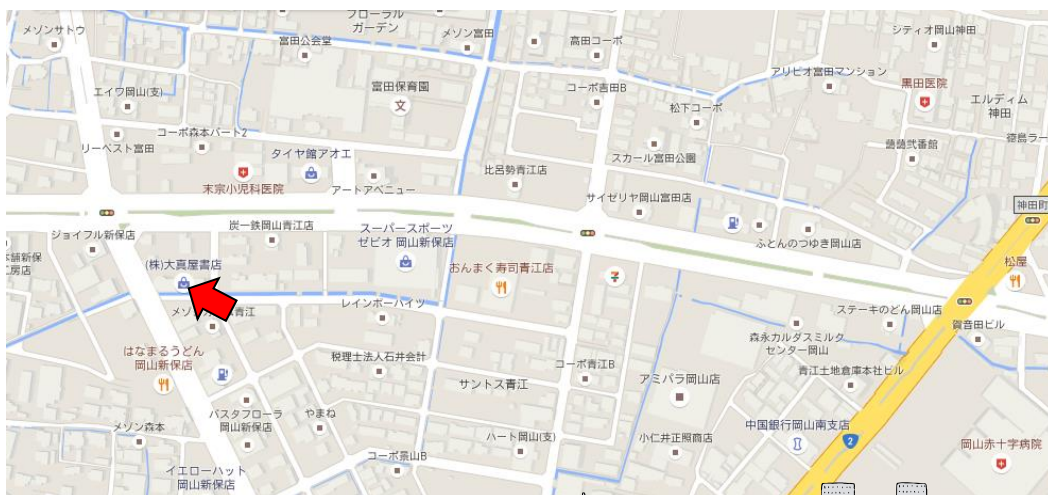 メゾンサトウ
フローラル
ガーデン
メゾン富田
高田コーポ
シティオ岡山神田
富田公会堂
エイワ岡山(支)
富田保育園
文
コーポ吉田B
アリビオ富田マンション
黒田医院
エルディム
神田
松下コーポ
リーベスト富田
コーポ森本パート2
タイヤ館アオエ
末宗小児科医院
アートアベニュー
比呂勢青江店
スカール富田公園
徳島ラー
サイゼリヤ岡山富田店
神田町
ジョイフル新保店
炭一鉄岡山青江店
スーパースポーツ
ゼビオ 岡山新保店
ふとんのつゆき岡山店
(株)大真屋書店
おんまく寿司青江店
7
松屋
レインボーハイツ
ステーキのどん岡山店
賀音田ビル
森永カルダスミルク
センター岡山
はなまるうどん
岡山新保店
税理士法人石井会計
コーポ青江B
サントス青江
アミパラ岡山店
青江土地倉庫本社ビル
パスタフローラ
岡山新保店
やまね
メゾン森本
ハート岡山(支)
小仁井正照商店
中国銀行岡山南支店
2
岡山赤十字病院
コーポ景山B
イエローハット
岡山新保店